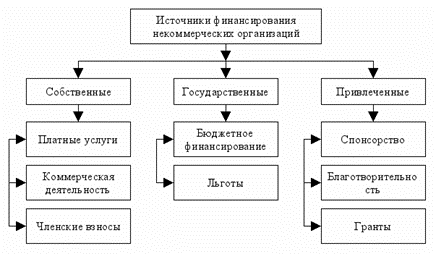 Источники финансирования
некоммерческих организаций
Собственные
Государственные
Привлеченные
Платные услуги
Бюджетное
финансирование
Спонсорство
Коммерческая
деятельность
Льготы
Благотворительно
сть
Членские взносы
Гранты